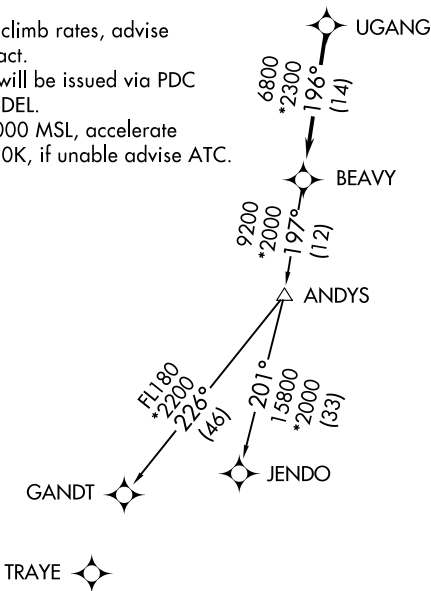 climb rates, advise
act.
will be issued via PDC
DEL.
000 MSL, accelerate
0K, if unable advise ATC.
UGANG
6800
*2300
196°
(14)
BEAVY
9200
*2000
197°
(12)
ANDYS
FL180
*2200
226°
(46)
201°
15800
*2000
(33)
GANDT
JENDO
TRAYE